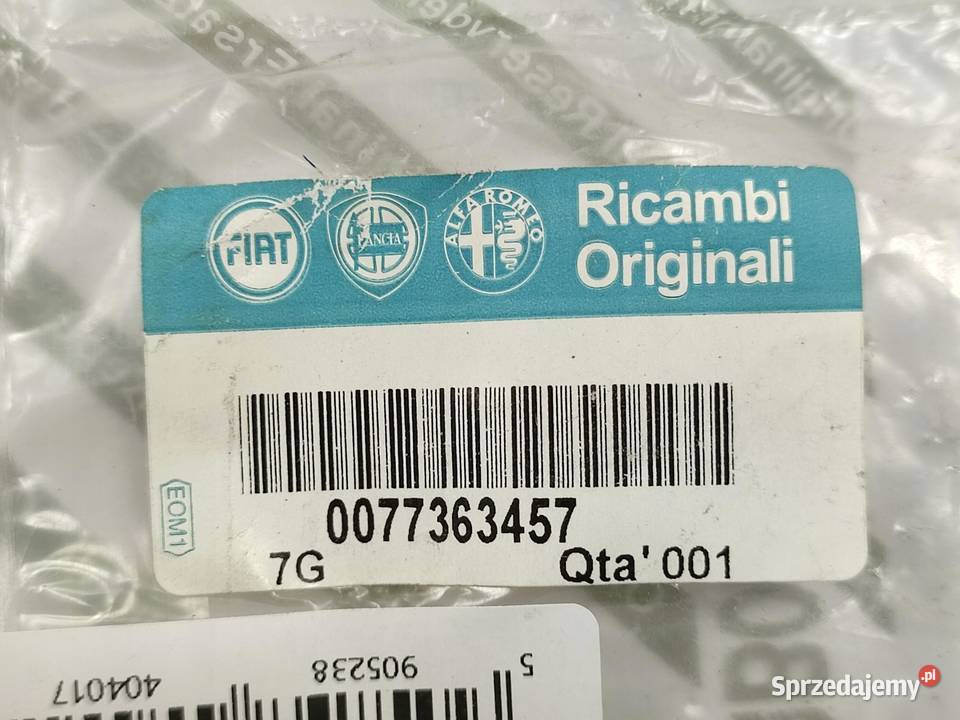 FIAT
LANCIA
ALFA ROMEO
Ricambi
Originali
EOM1
0077363457
7G
Qta' 001
5 905238 404017
Sprzedajemy.pl